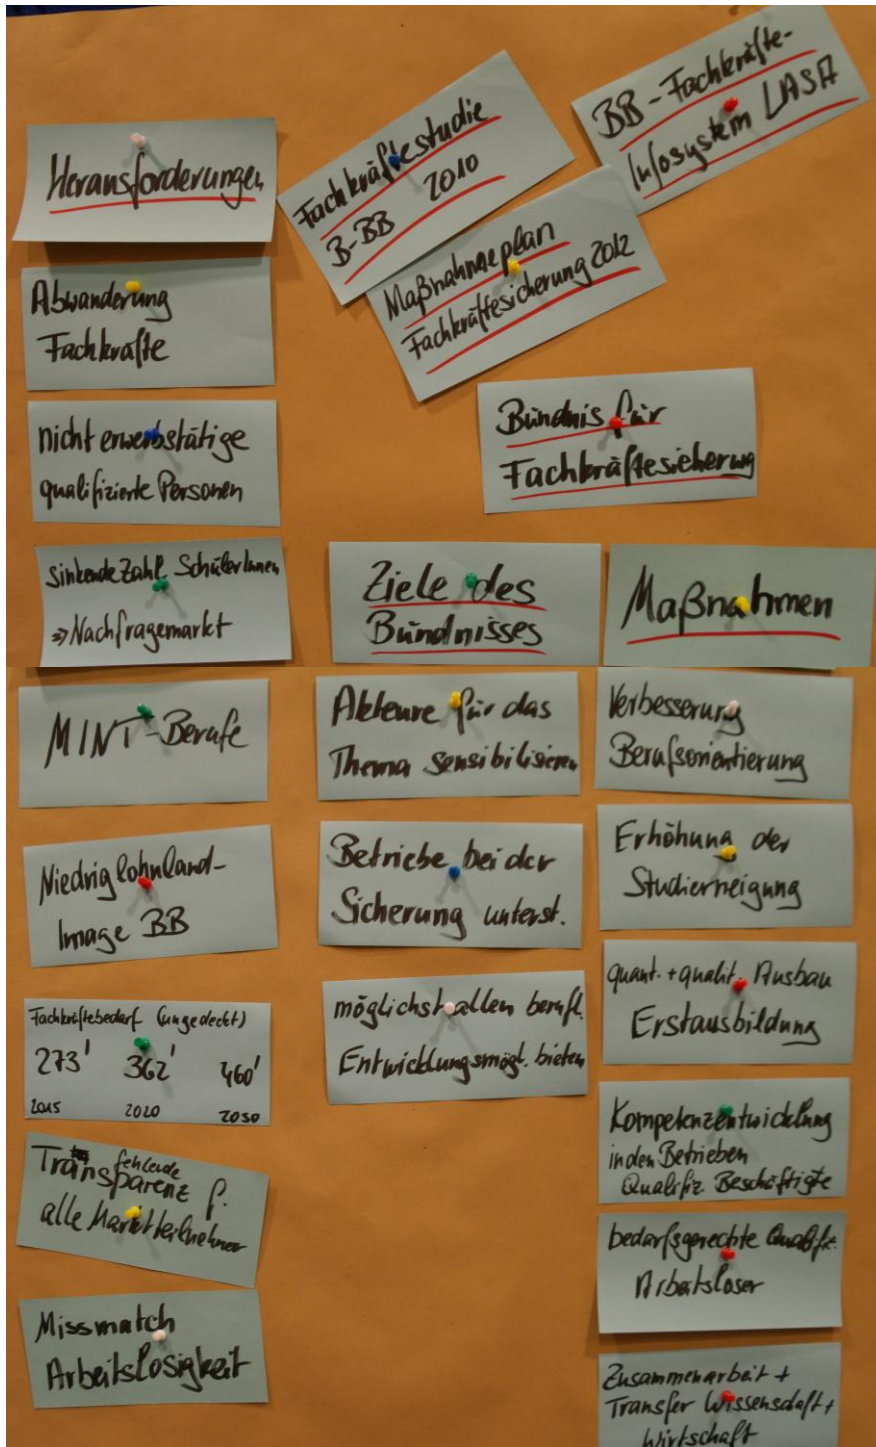 Herausforderungen
Abwanderung
Fachkräfte
nicht erwerbstätige
qualifizierte Personen
Sinkende Zahl SchülerInnen
=> Nachfragemarkt
MINT-Berufe
Niedriglohnland-
Image BB
Fachkräftebedarf (ungedeckt)
273' 362' 460'
2015 2020 2030
fehlende
Transparenz f.
alle Marktteilnehmer
Missmatch
Arbeitslosigkeit
Fachkräftestudie
B-BB 2010
BB-Fachkräfte-
Infosystem LASA
Maßnahmeplan
Fachkräftesicherung 2012
Bündnis für
Fachkräftesicherung
Ziele des
Bündnisses
Akteure für das
Thema sensibilisieren
Betriebe bei der
Sicherung unterst.
möglichst allen berufl.
Entwicklungsmögl. bieten
Maßnahmen
Verbesserung
Berufsorientierung
Erhöhung der
Studierneigung
quant. + qualit. Ausbau
Erstausbildung
Kompetenzentwicklung
in den Betrieben
Qualifiz. Beschäftigte
bedarfsgerechte Qualifi.
Arbeitsloser
Zusammenarbeit +
Transfer Wissenschaft +
Wirtschaft